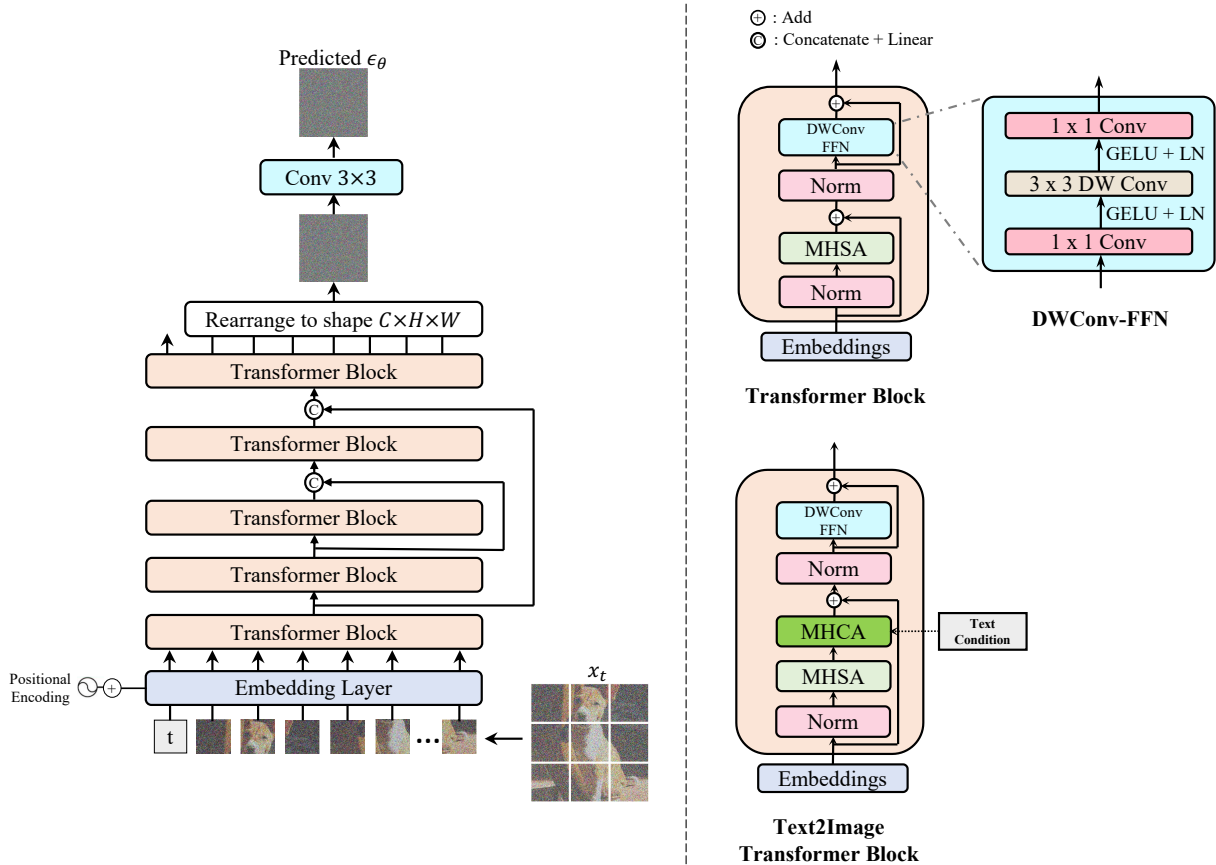 Predicted ϵθ
Conv 3×3
Rearrange to shape C×H×W
Transformer Block
C
Transformer Block
C
Transformer Block
Transformer Block
Transformer Block
Positional
Encoding
+
Embedding Layer
t
...
xt
+ : Add
C : Concatenate + Linear
+
DWConv
FFN
Norm
+
MHSA
Norm
Embeddings
Transformer Block
1 x 1 Conv
GELU + LN
3 x 3 DW Conv
GELU + LN
1 x 1 Conv
DWConv-FFN
+
DWConv
FFN
Norm
+
MHCA
Text
Condition
MHSA
Norm
Embeddings
Text2Image
Transformer Block